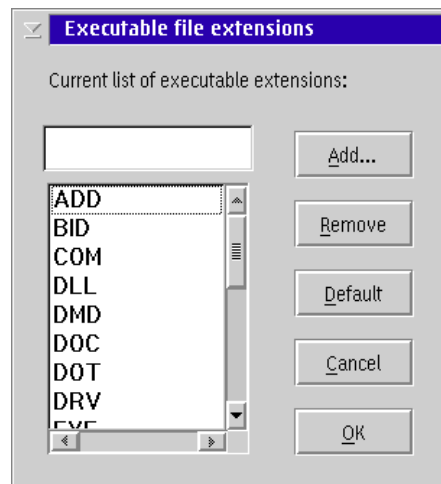 Executable file extensions
Current list of executable extensions:
Add...
ADD
BID
COM
DLL
DMD
DOC
DOT
DRV
EXE
Remove
Default
Cancel
OK